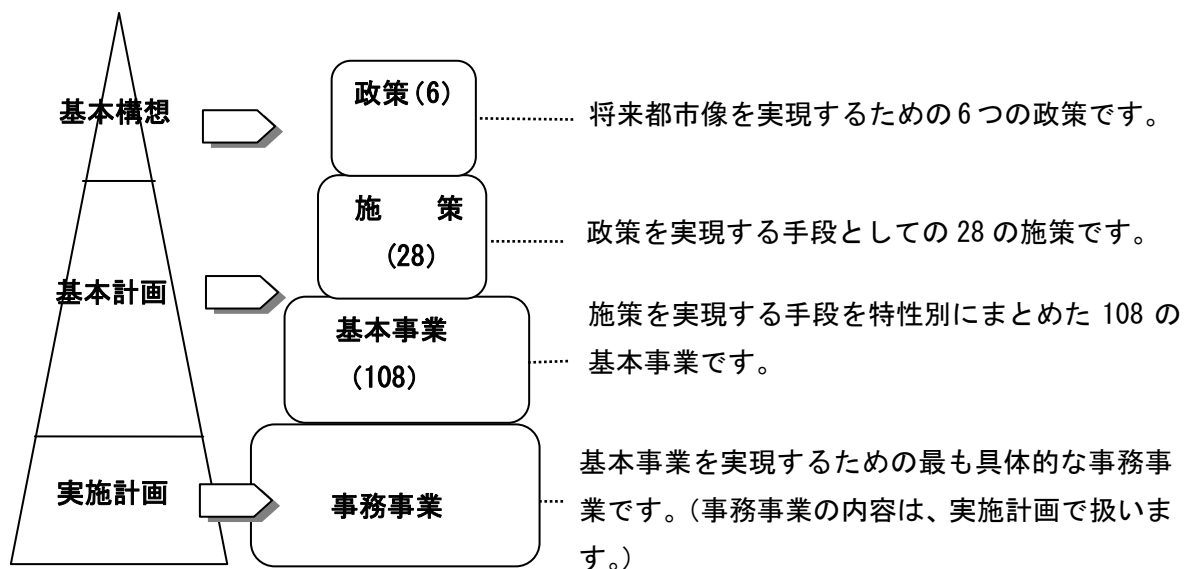 基本構想
政策(6)
将来都市像を実現するための6つの政策です。
施　策
(28)
政策を実現する手段としての 28 の施策です。
基本計画
基本事業
(108)
施策を実現する手段を特性別にまとめた 108 の
基本事業です。
実施計画
事務事業
基本事業を実現するための最も具体的な事務事
業です。（事務事業の内容は、実施計画で扱いま
す。）